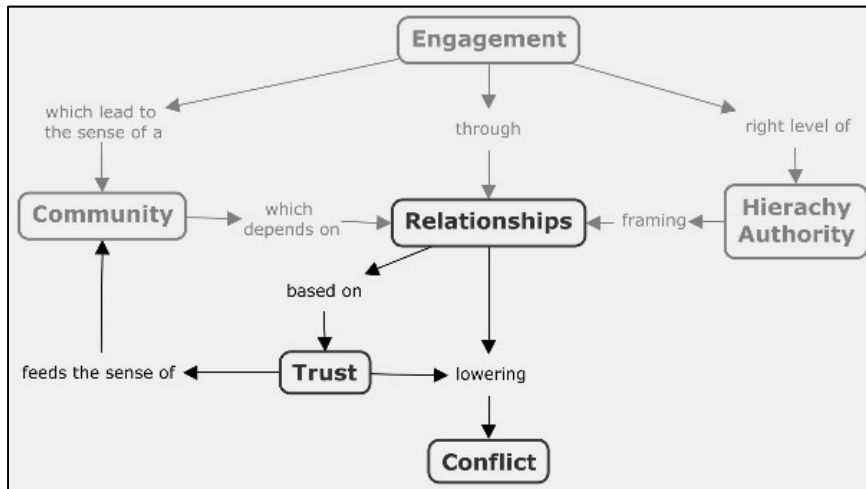 Engagement
which lead to
the sense of a
through
right level of
Community
which
depends on
Relationships
framing
Hierachy
Authority
based on
feeds the sense of
Trust
lowering
Conflict